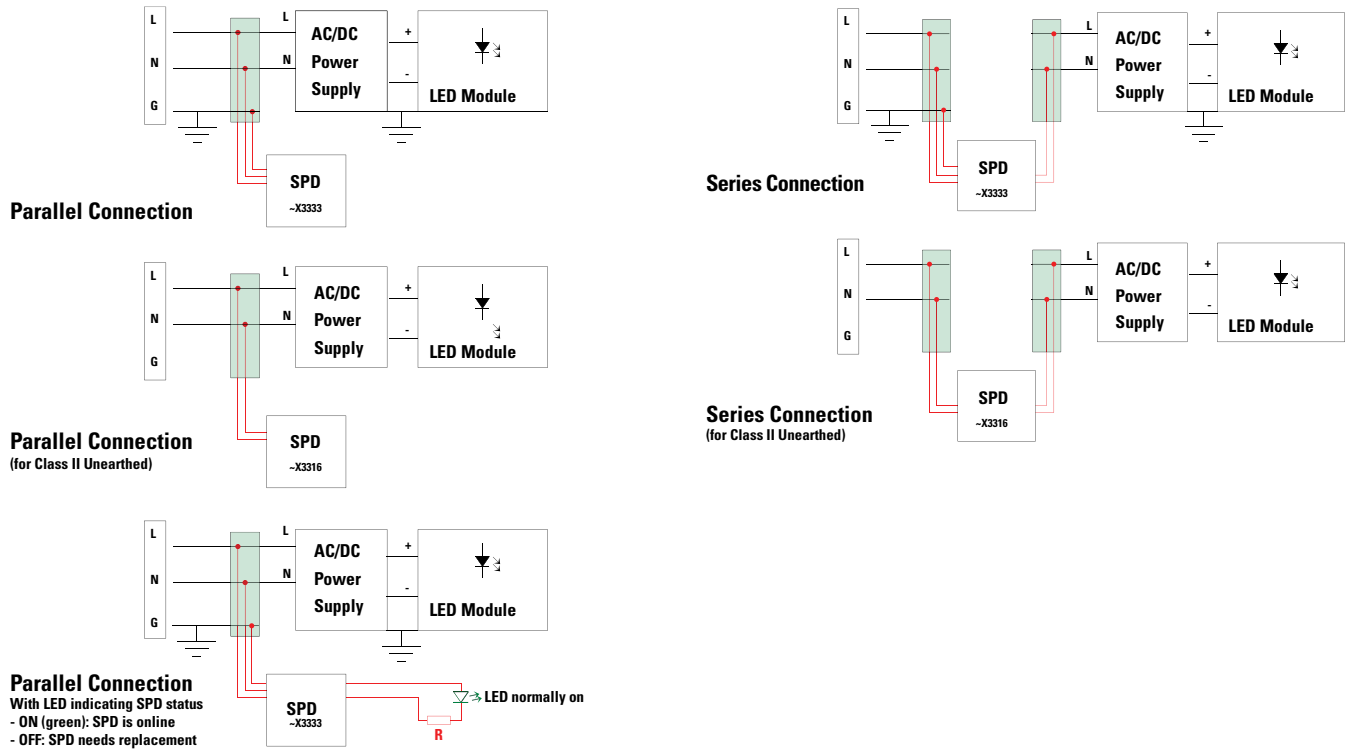 L
N
G
L
N
AC/DC
Power
Supply
+
-
LED Module
SPD
~X3333
Parallel Connection
L
N
G
L
N
AC/DC
Power
Supply
+
-
LED Module
SPD
~X3333
Series Connection
L
N
G
L
N
AC/DC
Power
Supply
+
-
LED Module
SPD
~X3316
Parallel Connection
(for Class II Unearthed)
L
N
G
L
N
AC/DC
Power
Supply
+
-
LED Module
SPD
~X3316
Series Connection
(for Class II Unearthed)
L
N
G
L
N
AC/DC
Power
Supply
+
-
LED Module
SPD
~X3333
LED normally on
R
Parallel Connection
With LED indicating SPD status
- ON (green): SPD is online
- OFF: SPD needs replacement